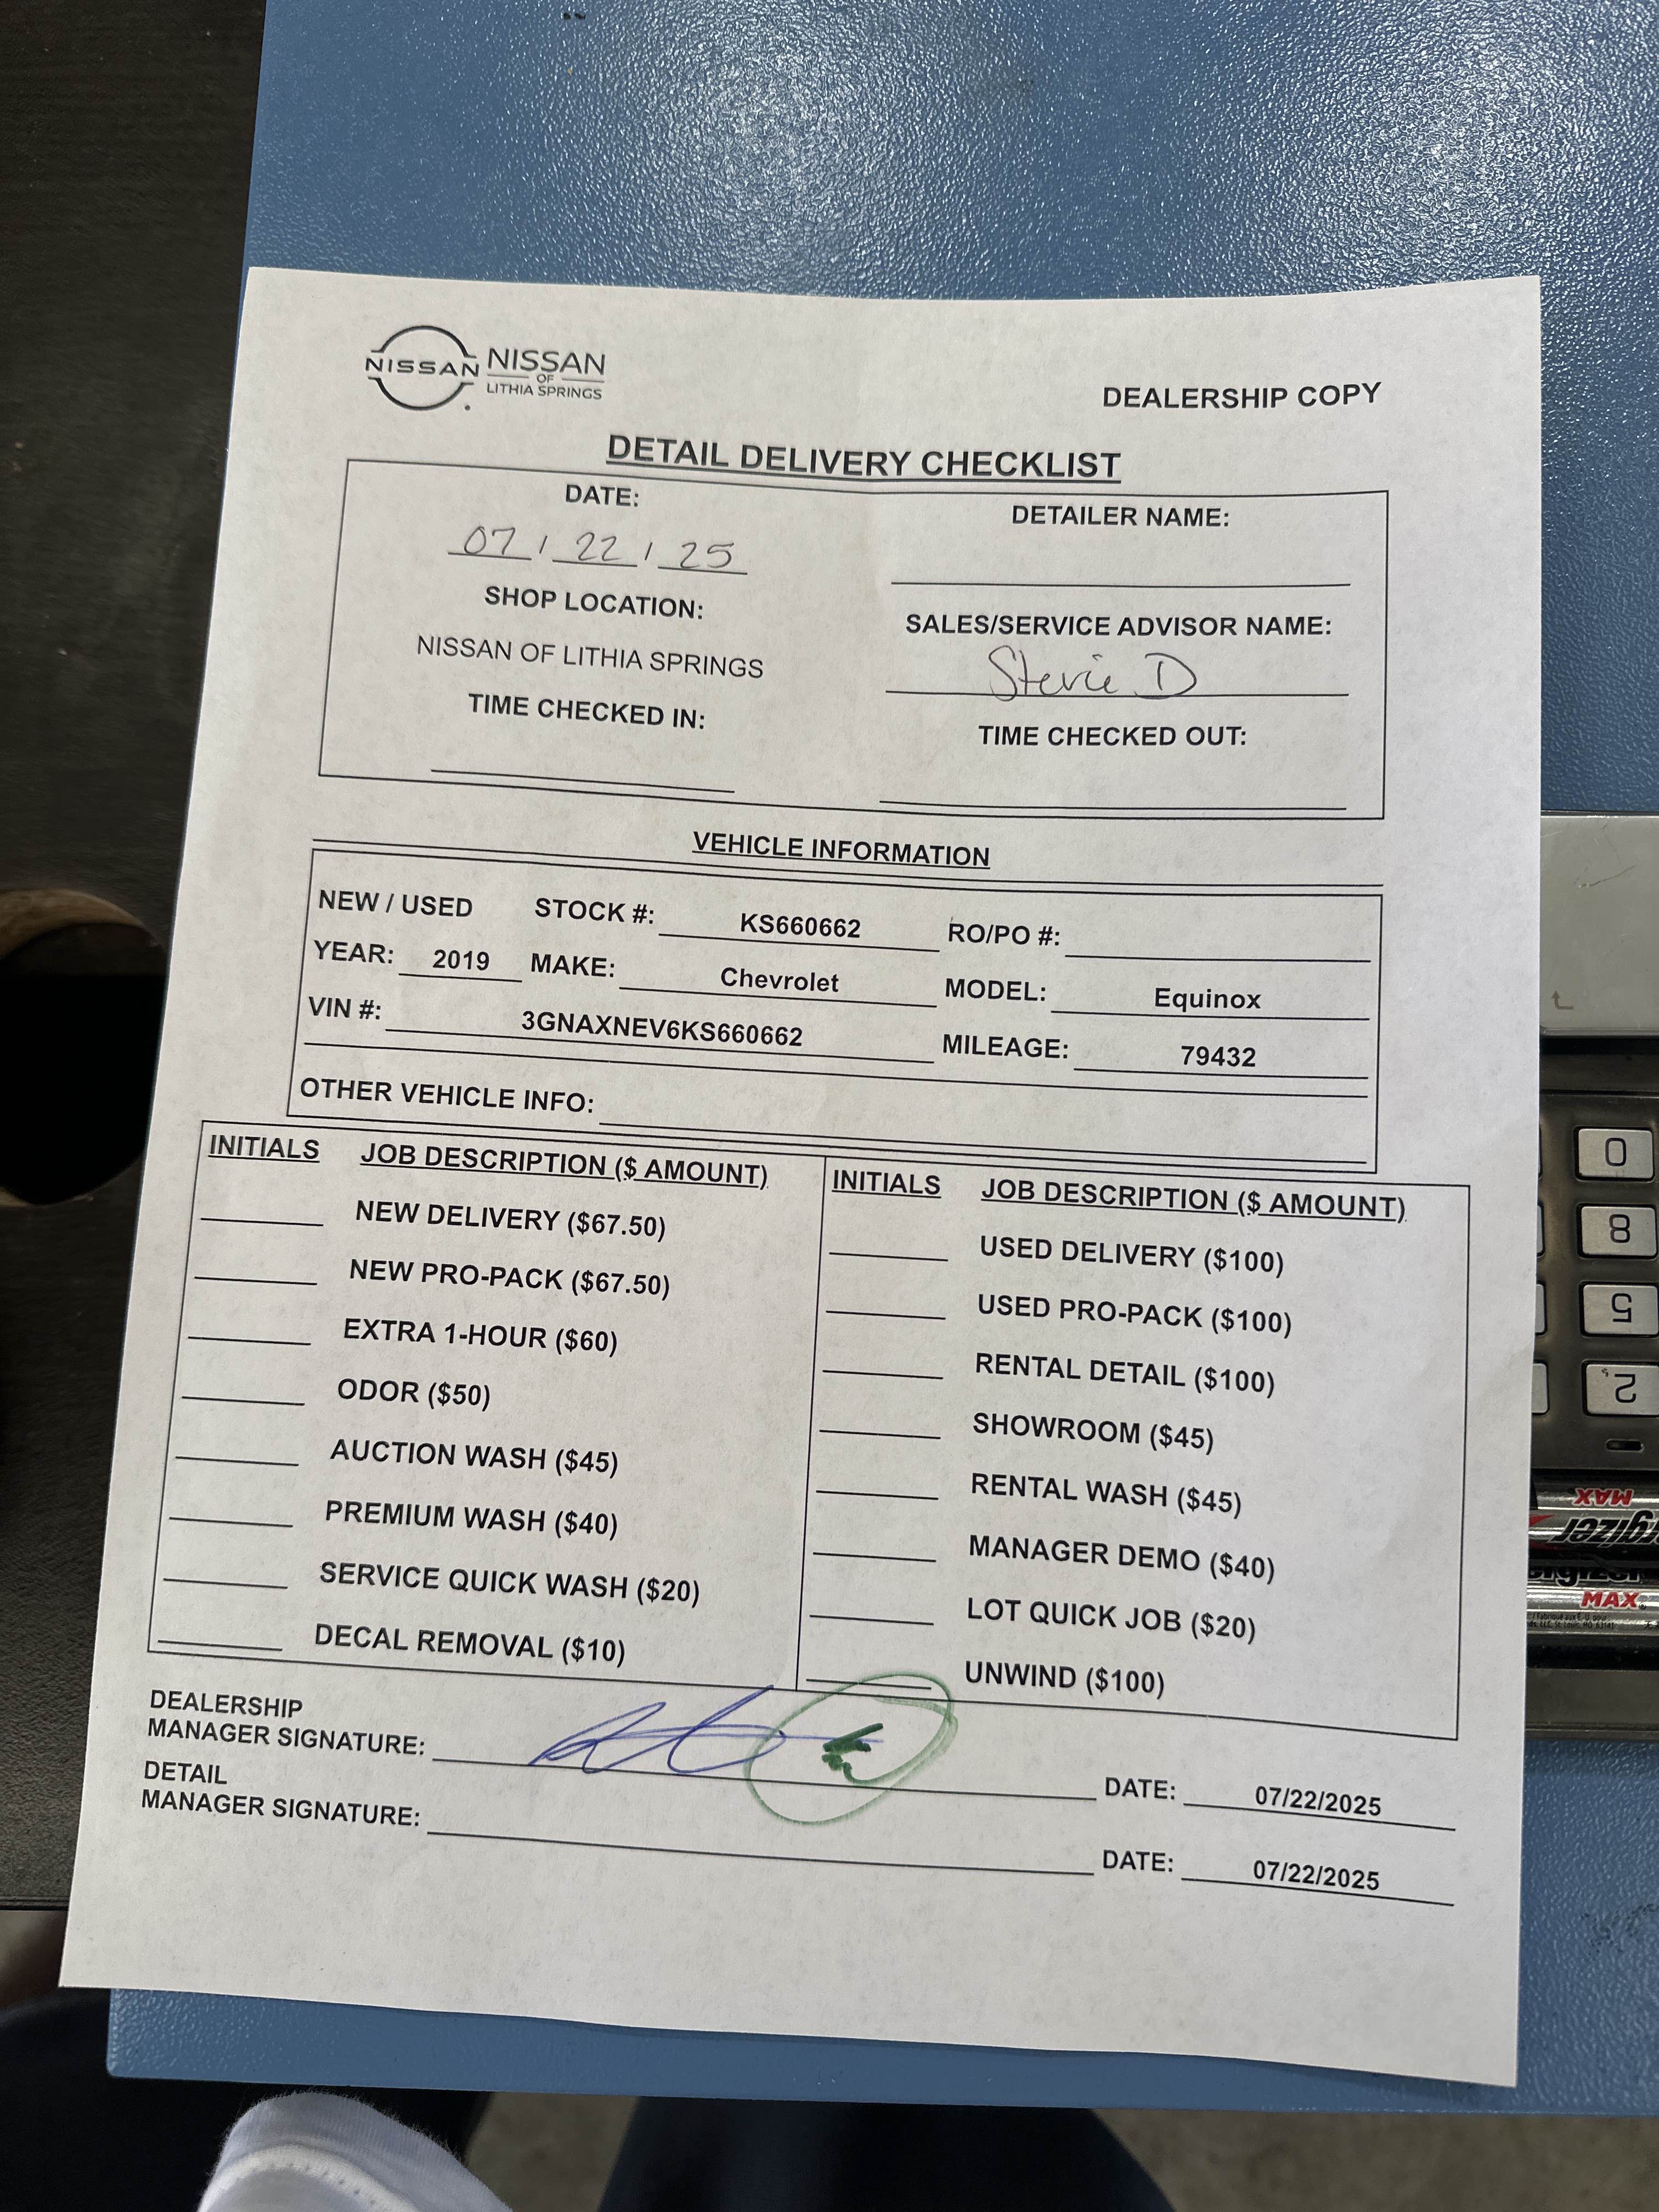 NISSAN NISSAN
OF
LITHIA SPRINGS
DEALERSHIP COPY
DETAIL DELIVERY CHECKLIST
DATE:
07 / 22 / 25
DETAILER NAME:
SHOP LOCATION:
NISSAN OF LITHIA SPRINGS
SALES/SERVICE ADVISOR NAME:
Stevie D
TIME CHECKED IN:
TIME CHECKED OUT:
VEHICLE INFORMATION
NEW / USED STOCK #: KS660662 RO/PO #:
YEAR: 2019 MAKE: Chevrolet MODEL: Equinox
VIN #: 3GNAXNEV6KS660662 MILEAGE: 79432
OTHER VEHICLE INFO:
INITIALS JOB DESCRIPTION ($ AMOUNT)
NEW DELIVERY ($67.50)
NEW PRO-PACK ($67.50)
EXTRA 1-HOUR ($60)
ODOR ($50)
AUCTION WASH ($45)
PREMIUM WASH ($40)
SERVICE QUICK WASH ($20)
DECAL REMOVAL ($10)
INITIALS JOB DESCRIPTION ($ AMOUNT)
USED DELIVERY ($100)
USED PRO-PACK ($100)
RENTAL DETAIL ($100)
SHOWROOM ($45)
RENTAL WASH ($45)
MANAGER DEMO ($40)
LOT QUICK JOB ($20)
UNWIND ($100)
DEALERSHIP
MANAGER SIGNATURE: DATE: 07/22/2025
DETAIL
MANAGER SIGNATURE: DATE: 07/22/2025
0
8
5
2
MAX
MAX